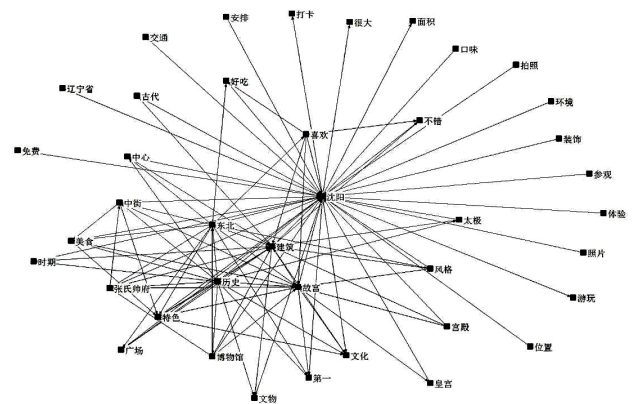 安排
打卡
很大
面积
交通
口味
拍照
好吃
辽宁省
古代
环境
不错
喜欢
装饰
免费
中心
参观
沈阳
中街
体验
太极
东北
美食
建筑
照片
时期
风格
历史
张氏帅府
故宫
游玩
特色
宫殿
广场
博物馆
文化
位置
第一
皇宫
文物